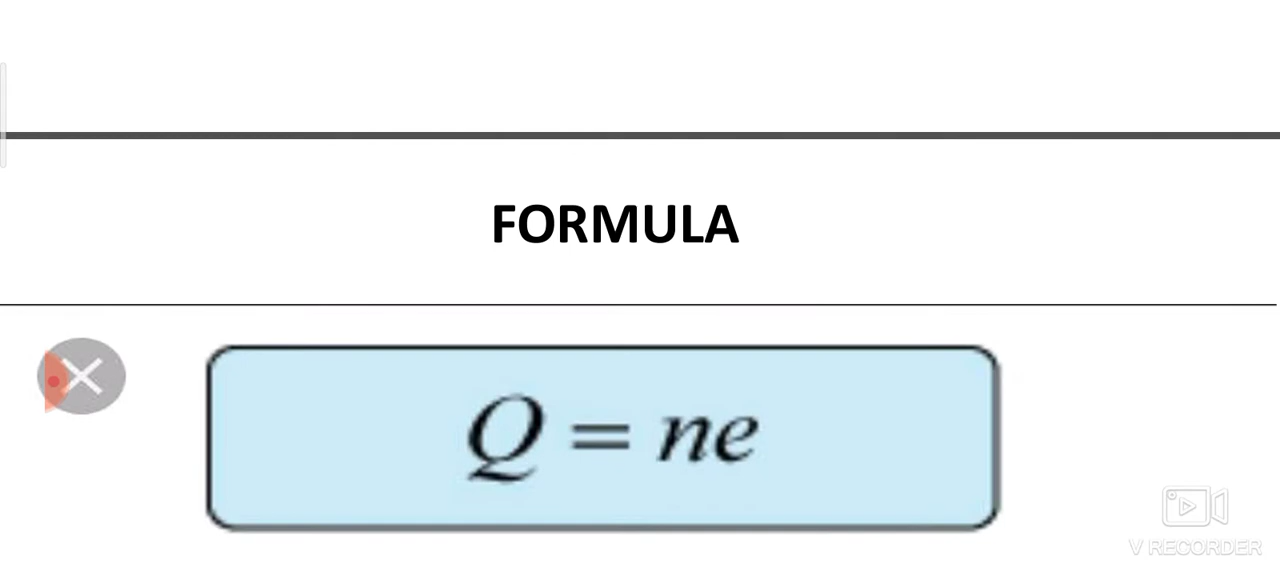 FORMULA
Q = ne
V RECORDER